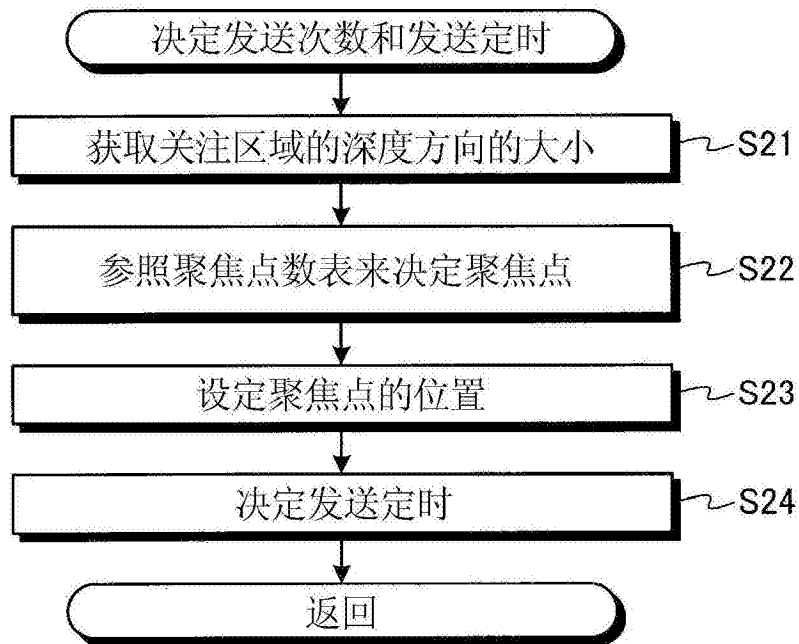 决定发送次数和发送定时
获取关注区域的深度方向的大小
S21
参照聚焦点数表来决定聚焦点
S22
设定聚焦点的位置
S23
决定发送定时
S24
返回